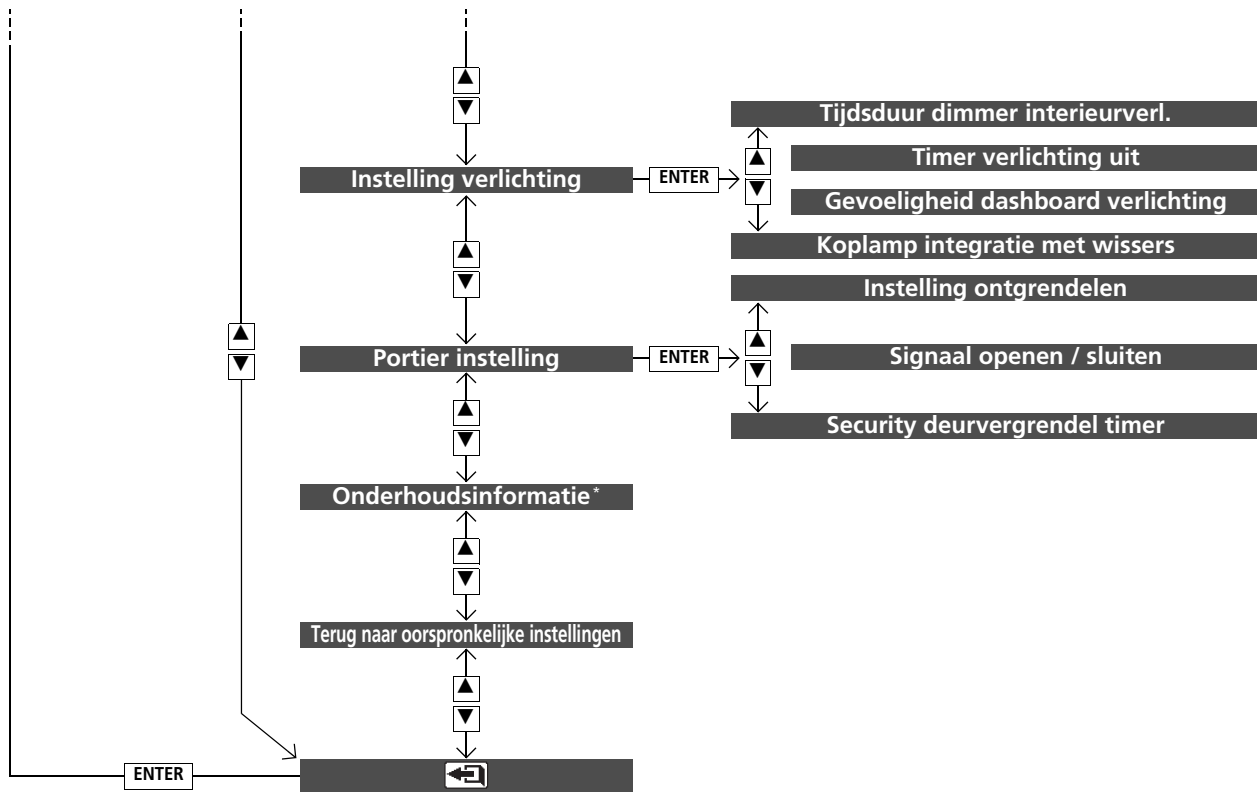 ▲
▼
Tijdsduur dimmer interieurverl.
Instelling verlichting
ENTER
▲
▼
Timer verlichting uit
Gevoeligheid dashboard verlichting
Koplamp integratie met wissers
▲
▼
Instelling ontgrendelen
▲
▼
Portier instelling
ENTER
▲
▼
Signaal openen / sluiten
Security deurvergrendel timer
▲
▼
Onderhoudsinformatie*
▲
▼
Terug naar oorspronkelijke instellingen
▲
▼
ENTER